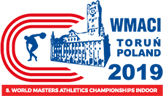 WMACI
TORUŃ
POLAND
2019
8. WORLD MASTERS ATHLETICS CHAMPIONSHIPS INDOOR